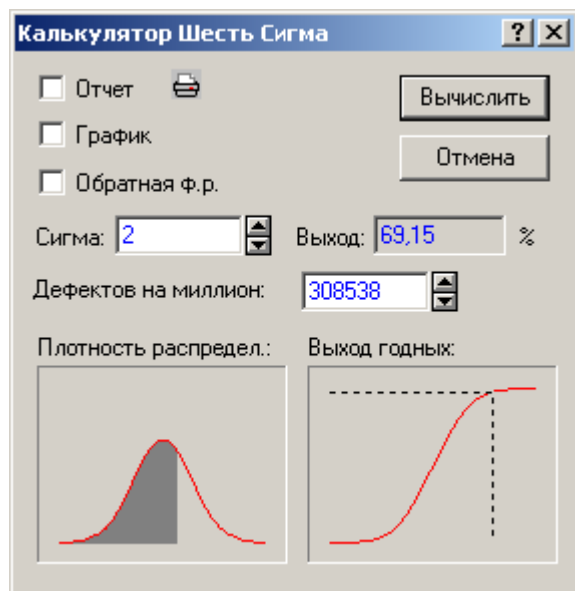 Калькулятор Шесть Сигма
Отчет
Вычислить
График
Отмена
Обратная ф.р.
Сигма: 2 Выход: 69,15 %
Дефектов на миллион: 308538
Плотность распредел.: Выход годных: